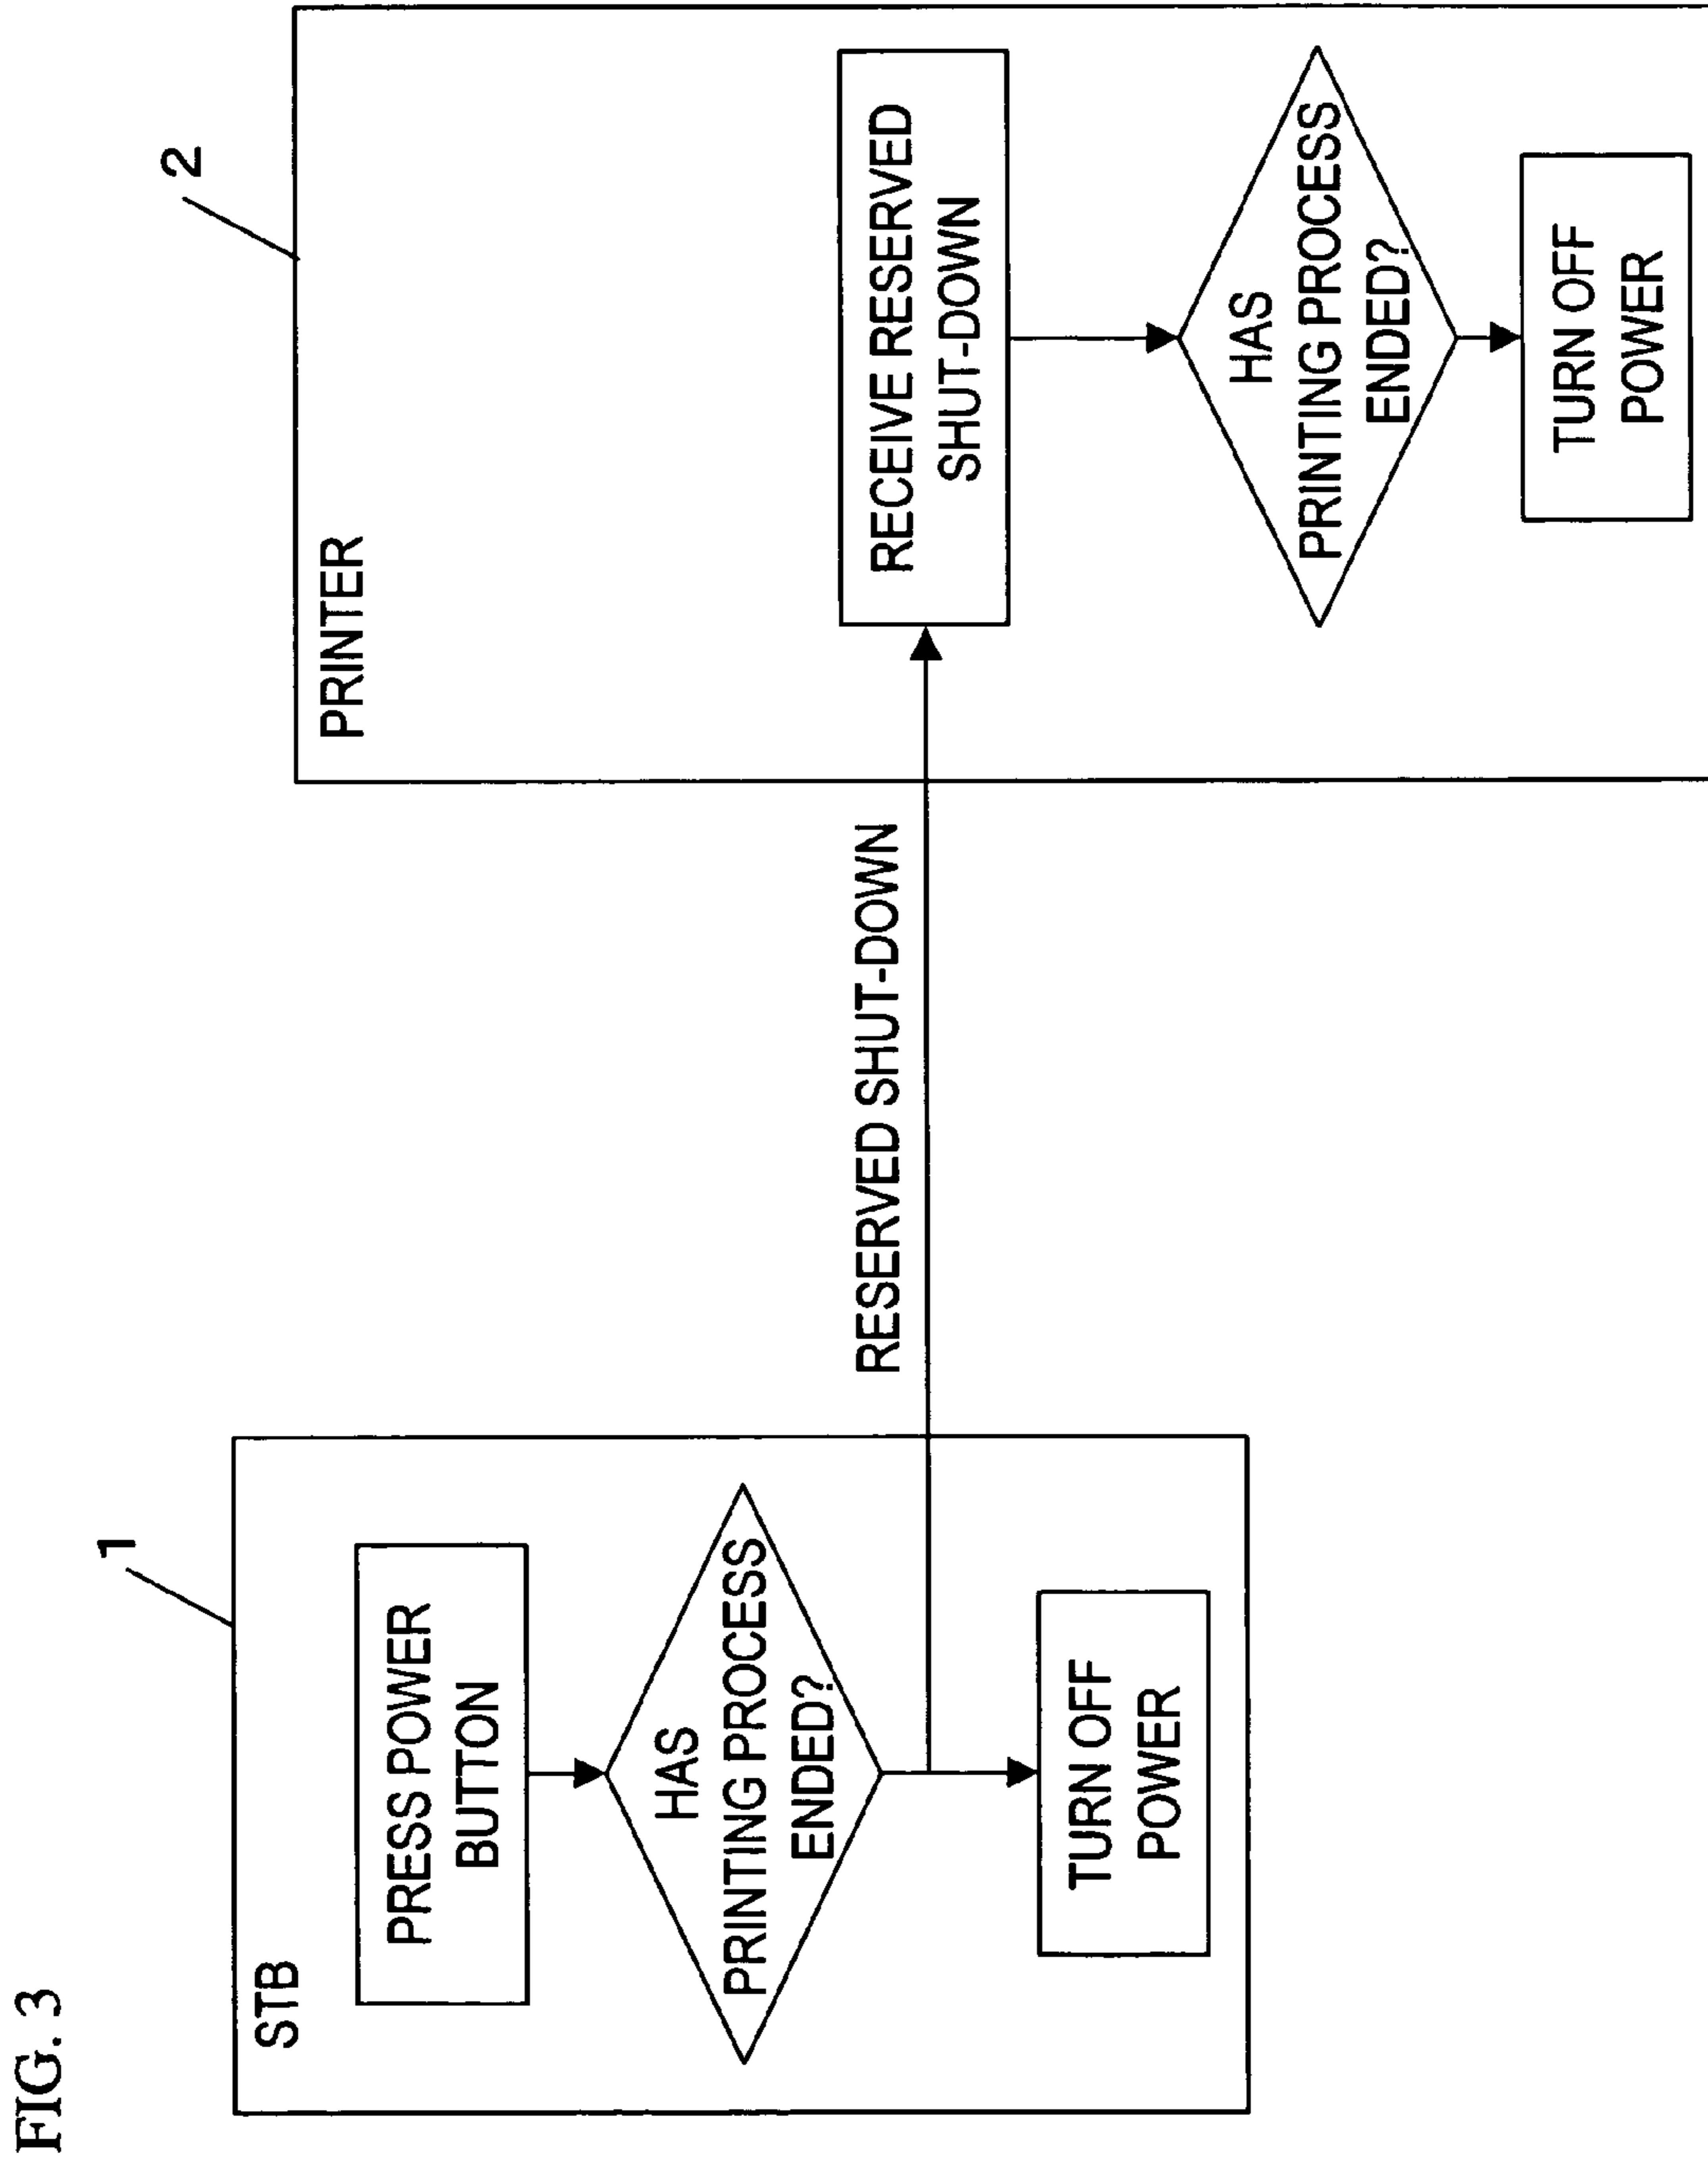 FIG. 3
1
STB
PRESS POWER
BUTTON
HAS
PRINTING PROCESS
ENDED?
TURN OFF
POWER
RESERVED SHUT-DOWN
2
PRINTER
RECEIVE RESERVED
SHUT-DOWN
HAS
PRINTING PROCESS
ENDED?
TURN OFF
POWER